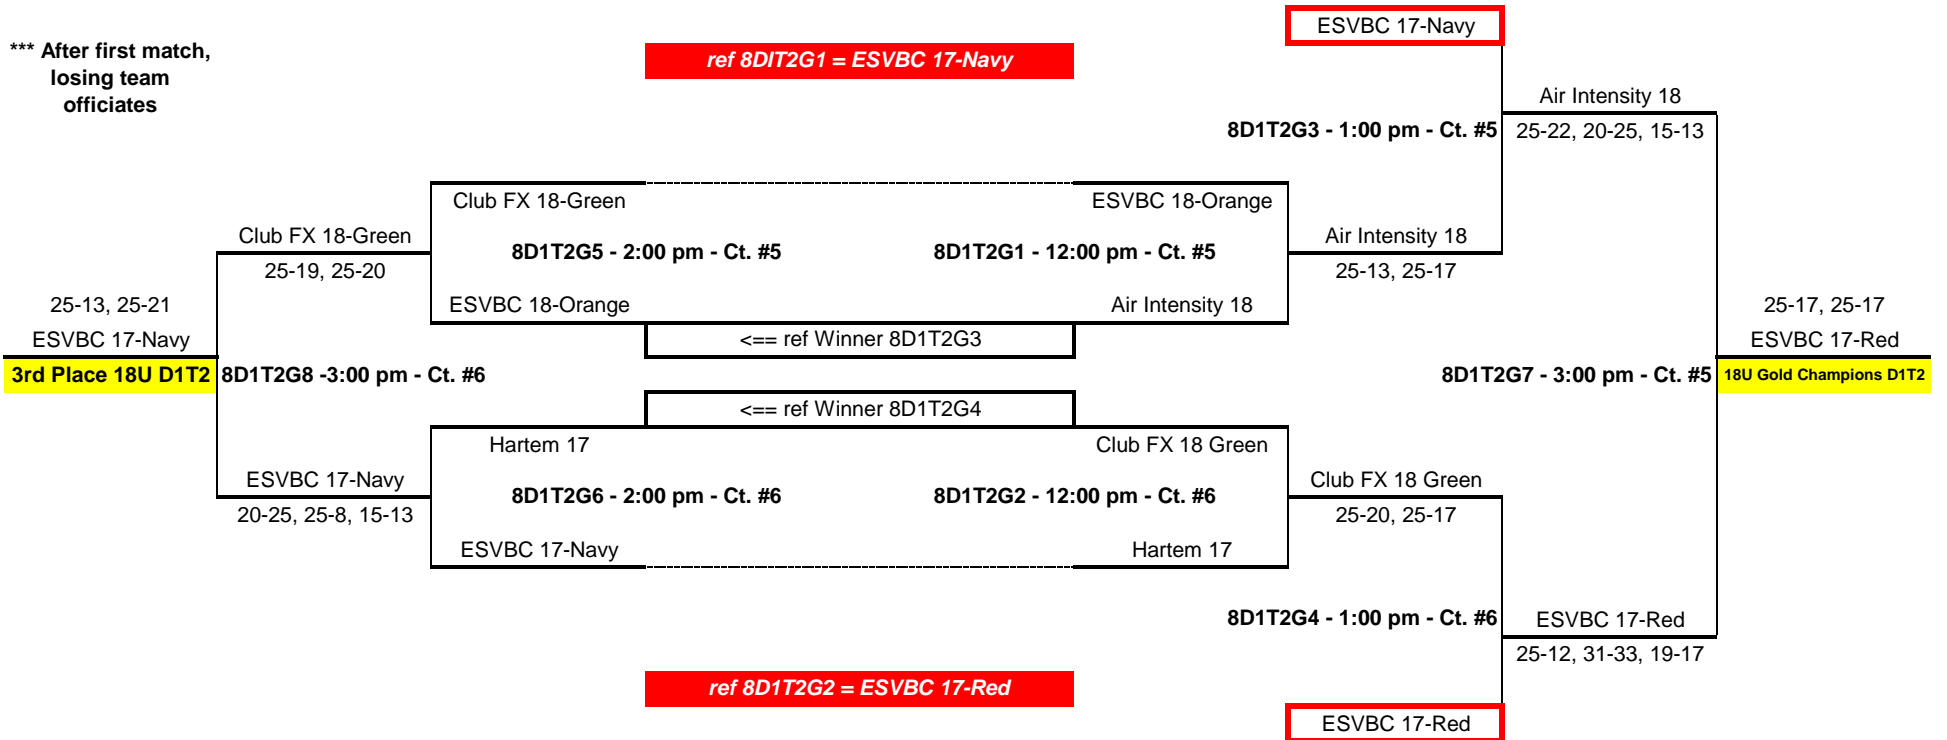 ESVBC 17-Navy
*** After first match,
losing team
officiates
ref 8DIT2G1 = ESVBC 17-Navy
Air Intensity 18
8D1T2G3 - 1:00 pm - Ct. #5
25-22, 20-25, 15-13
Club FX 18-Green
ESVBC 18-Orange
Club FX 18-Green
8D1T2G5 - 2:00 pm - Ct. #5
8D1T2G1 - 12:00 pm - Ct. #5
Air Intensity 18
25-19, 25-20
25-13, 25-17
25-13, 25-21
ESVBC 18-Orange
Air Intensity 18
25-17, 25-17
ESVBC 17-Navy
<== ref Winner 8D1T2G3
ESVBC 17-Red
3rd Place 18U D1T2
8D1T2G8 -3:00 pm - Ct. #6
8D1T2G7 - 3:00 pm - Ct. #5
18U Gold Champions D1T2
<== ref Winner 8D1T2G4
Hartem 17
Club FX 18 Green
ESVBC 17-Navy
8D1T2G6 - 2:00 pm - Ct. #6
8D1T2G2 - 12:00 pm - Ct. #6
Club FX 18 Green
20-25, 25-8, 15-13
25-20, 25-17
ESVBC 17-Navy
Hartem 17
8D1T2G4 - 1:00 pm - Ct. #6
ESVBC 17-Red
25-12, 31-33, 19-17
ref 8D1T2G2 = ESVBC 17-Red
ESVBC 17-Red